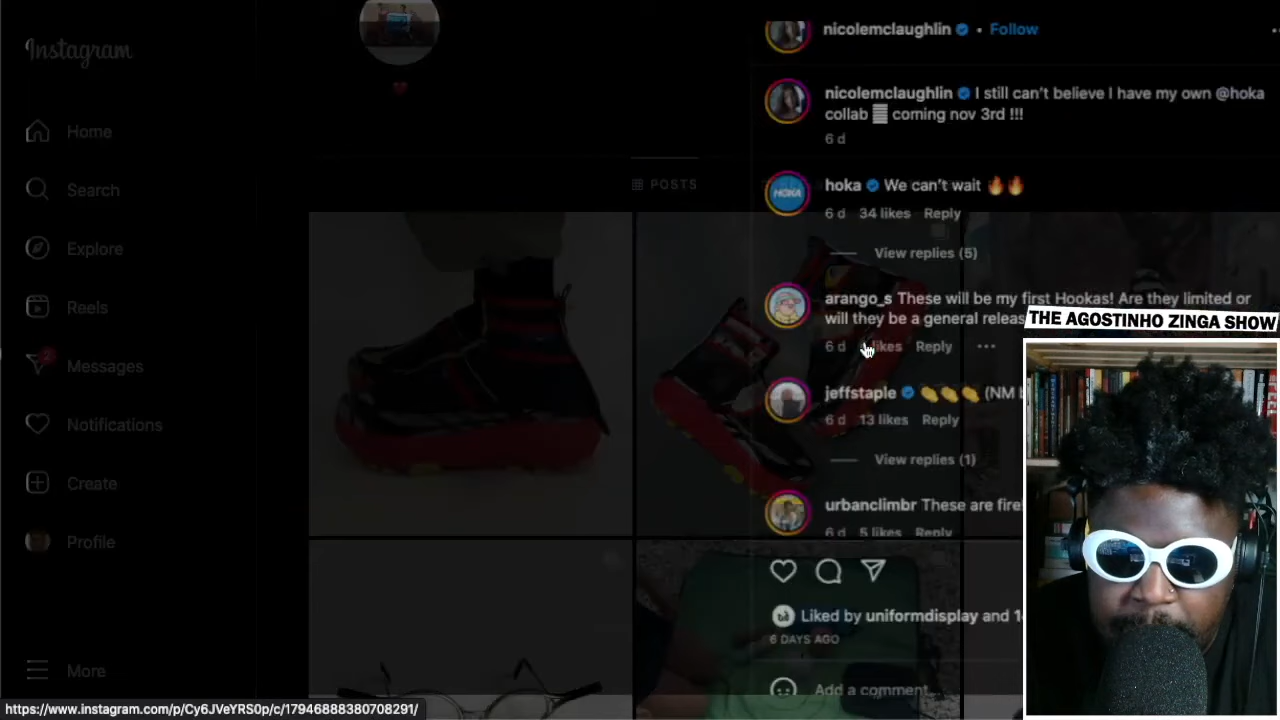 Instagram
Home
Search
Explore
Reels
Messages
Notifications
Create
Profile
More
POSTS
nicolemclaughlin • Follow
nicolemclaughlin I still can't believe I have my own @hoka
collab coming nov 3rd !!!
6 d
HOKA
hoka We can't wait 🔥🔥
6 d 34 likes Reply
View replies (5)
arango_s These will be my first Hookas! Are they limited or
will they be a general releas
6 d likes Reply ...
jeffstaple 👏👏👏 (NM
6 d 13 likes Reply
View replies (1)
urbanclimbr These are fire!
6 d 5 likes Reply
Liked by uniformdisplay and
6 DAYS AGO
Add a comment...
THE AGOSTINHO ZINGA SHOW
https://www.instagram.com/p/Cy6JVeYRS0p/c/17946888380708291/